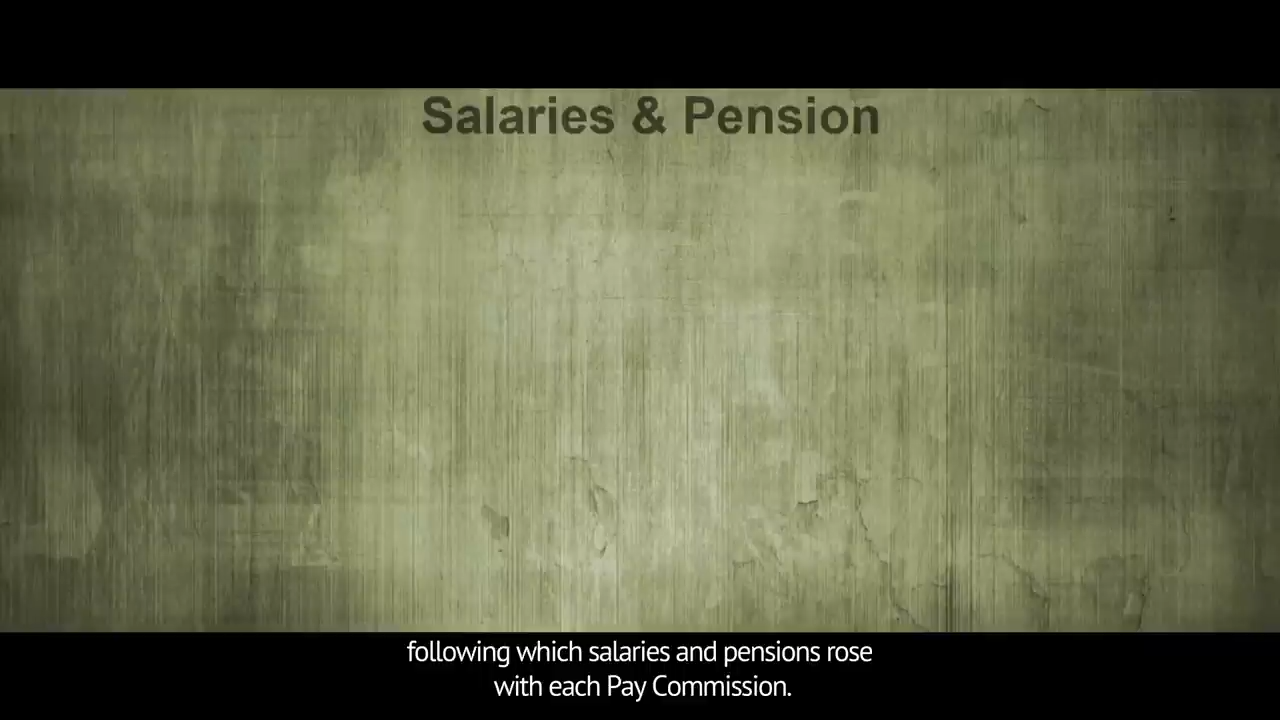 Salaries & Pension
following which salaries and pensions rose
with each Pay Commission.